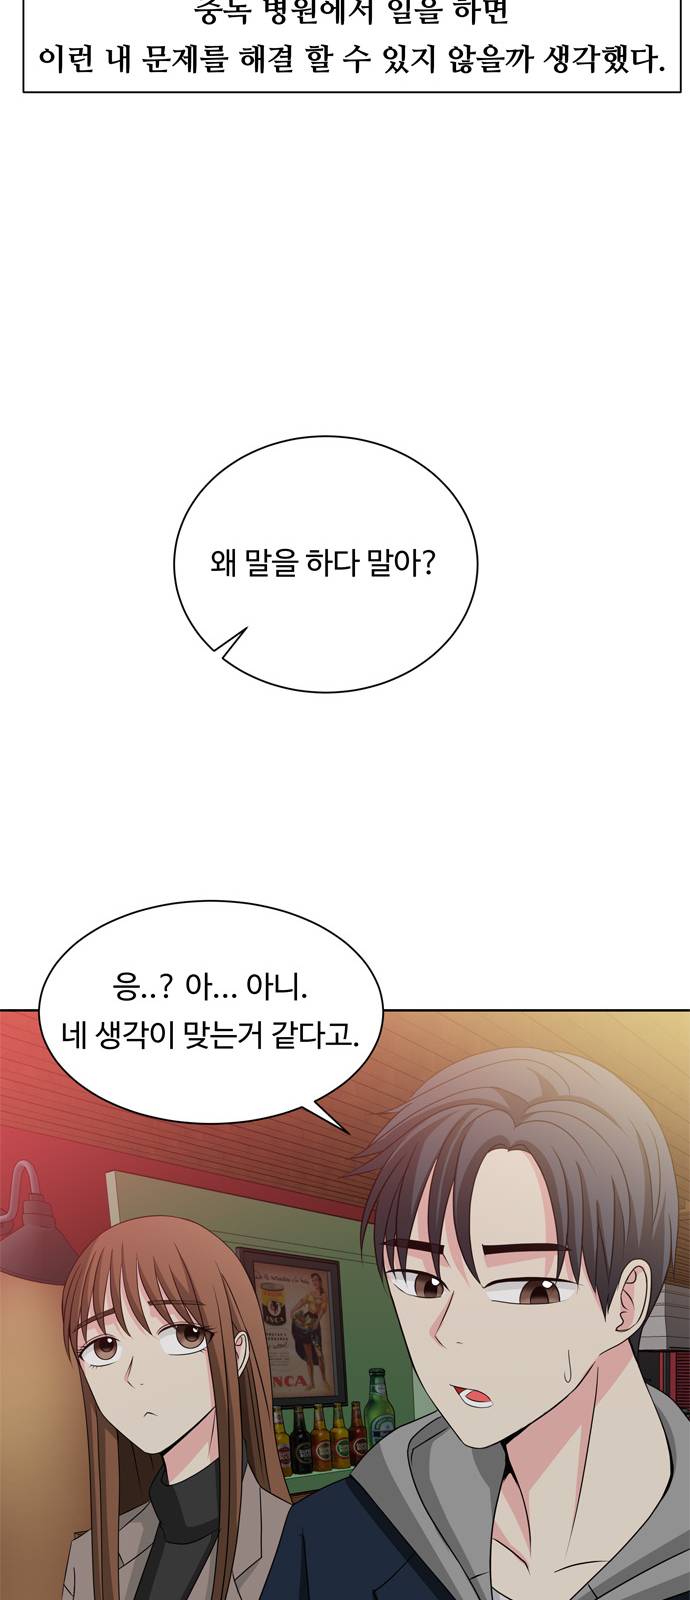 중독 병원에서 일을 하면
이런 내 문제를 해결 할 수 있지 않을까 생각했다.
왜 말을 하다 말아?
응..? 아... 아니.
네 생각이 맞는거 같다고.
INCA
INCA